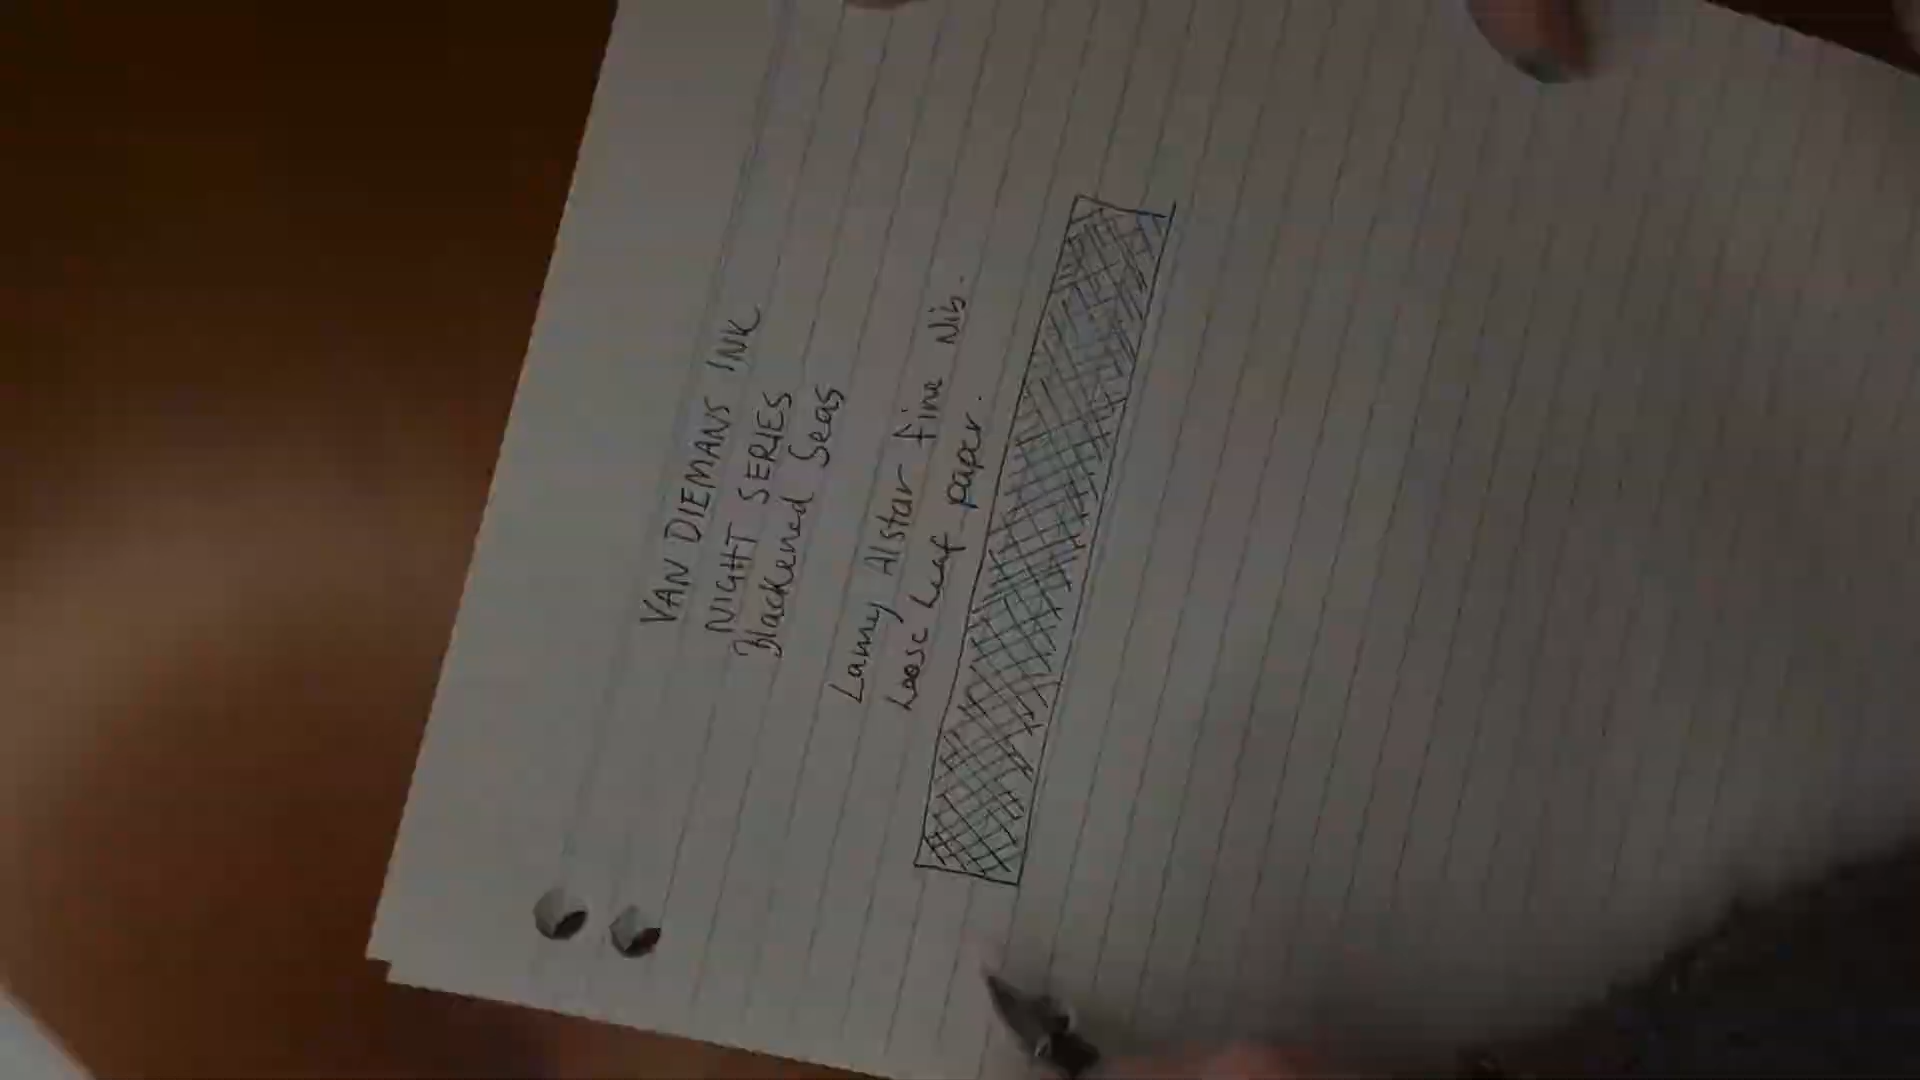 VAN DIEMANS INK
NIGHT SERIES
Blackened Seas
Lamy Alstar fine Nib.
Loose Leaf paper.